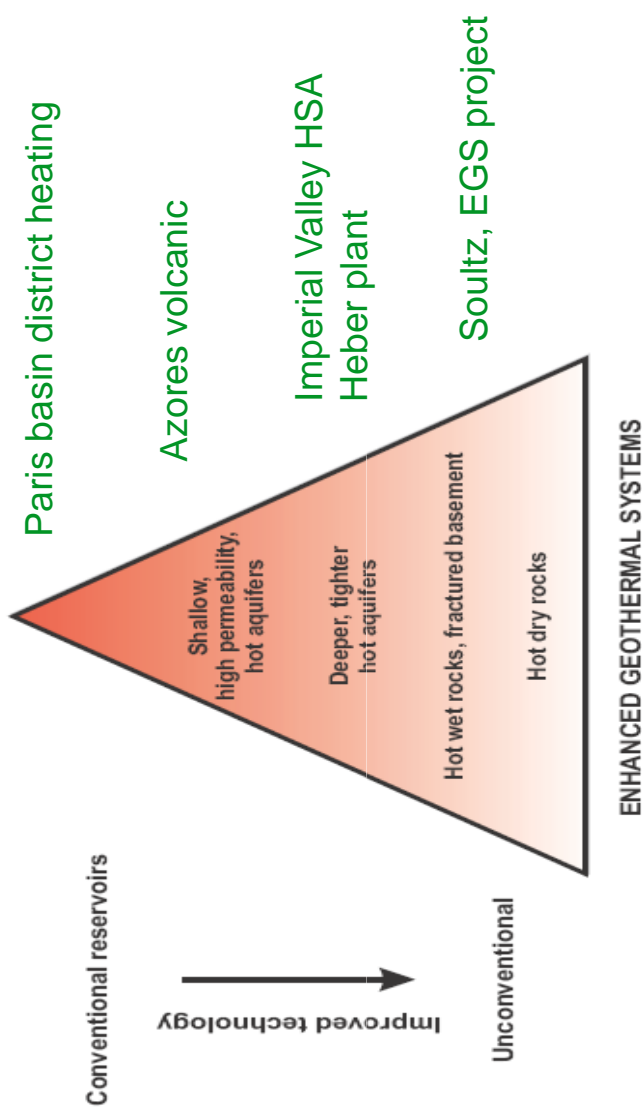 Paris basin district heating
Azores volcanic
Imperial Valley HSA
Heber plant
Soultz, EGS project
Conventional reservoirs
Improved technology
Unconventional
Shallow,
high permeability,
hot aquifers
Deeper, tighter
hot aquifers
Hot wet rocks, fractured basement
Hot dry rocks
ENHANCED GEOTHERMAL SYSTEMS